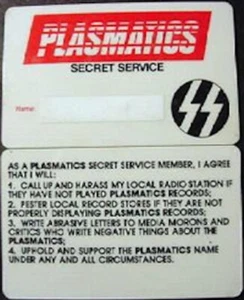 PLASMATICS
SECRET SERVICE
Name:
AS A PLASMATICS SECRET SERVICE MEMBER, I AGREE
THAT I WILL:
1. CALL UP AND HARASS MY LOCAL RADIO STATION IF
THEY HAVE NOT PLAYED PLASMATICS RECORDS;
2. PESTER LOCAL RECORD STORES IF THEY ARE NOT
PROPERLY DISPLAYING PLASMATICS RECORDS;
3. WRITE ABRASIVE LETTERS TO MEDIA MORONS AND
CRITICS WHO WRITE NEGATIVE THINGS ABOUT THE
PLASMATICS;
4. UPHOLD AND SUPPORT THE PLASMATICS NAME
UNDER ANY AND ALL CIRCUMSTANCES.